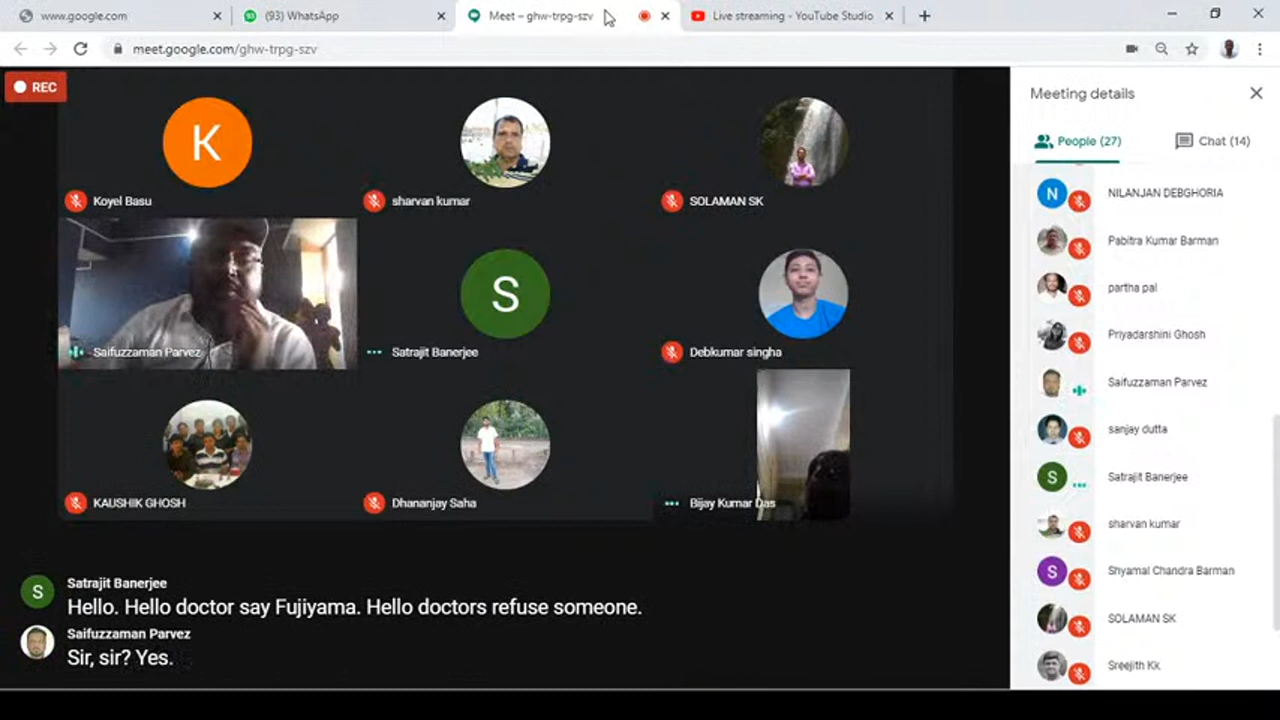 www.google.com
(93) WhatsApp
Meet – ghw-trpg-szv
Live streaming - YouTube Studio
meet.google.com/ghw-trpg-szv
REC
Meeting details
People (27)
Chat (14)
K
Koyel Basu
sharvan kumar
SOLAMAN SK
Saifuzzaman Parvez
S
Satrajit Banerjee
Debkumar singha
KAUSHIK GHOSH
Dhananjay Saha
Bijay Kumar Das
N
NILANJAN DEBGHORIA
Pabitra Kumar Barman
partha pal
Priyadarshini Ghosh
Saifuzzaman Parvez
sanjay dutta
S
Satrajit Banerjee
sharvan kumar
S
Shyamal Chandra Barman
SOLAMAN SK
Sreejith Kk
S
Satrajit Banerjee
Hello. Hello doctor say Fujiyama. Hello doctors refuse someone.
Saifuzzaman Parvez
Sir, sir? Yes.